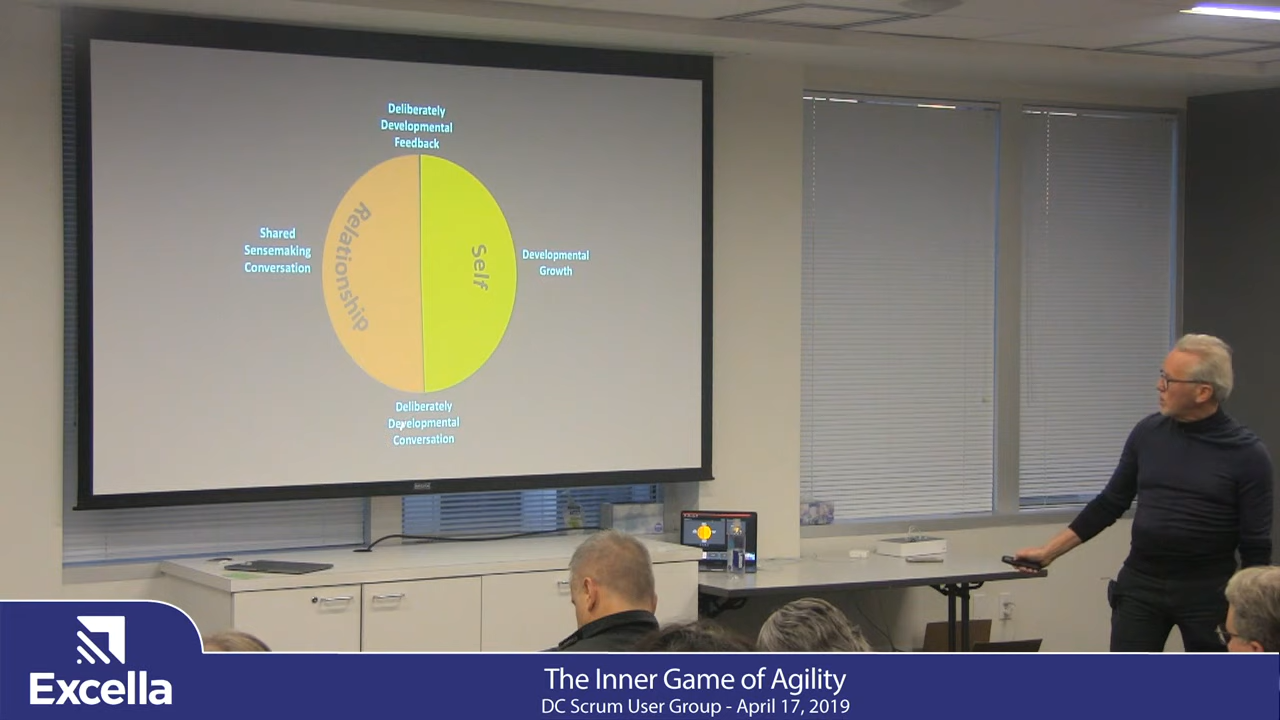 Deliberately
Developmental
Feedback
Shared
Sensemaking
Conversation
Relationship
Self
Developmental
Growth
Deliberately
Developmental
Conversation
Excella
The Inner Game of Agility
DC Scrum User Group - April 17, 2019